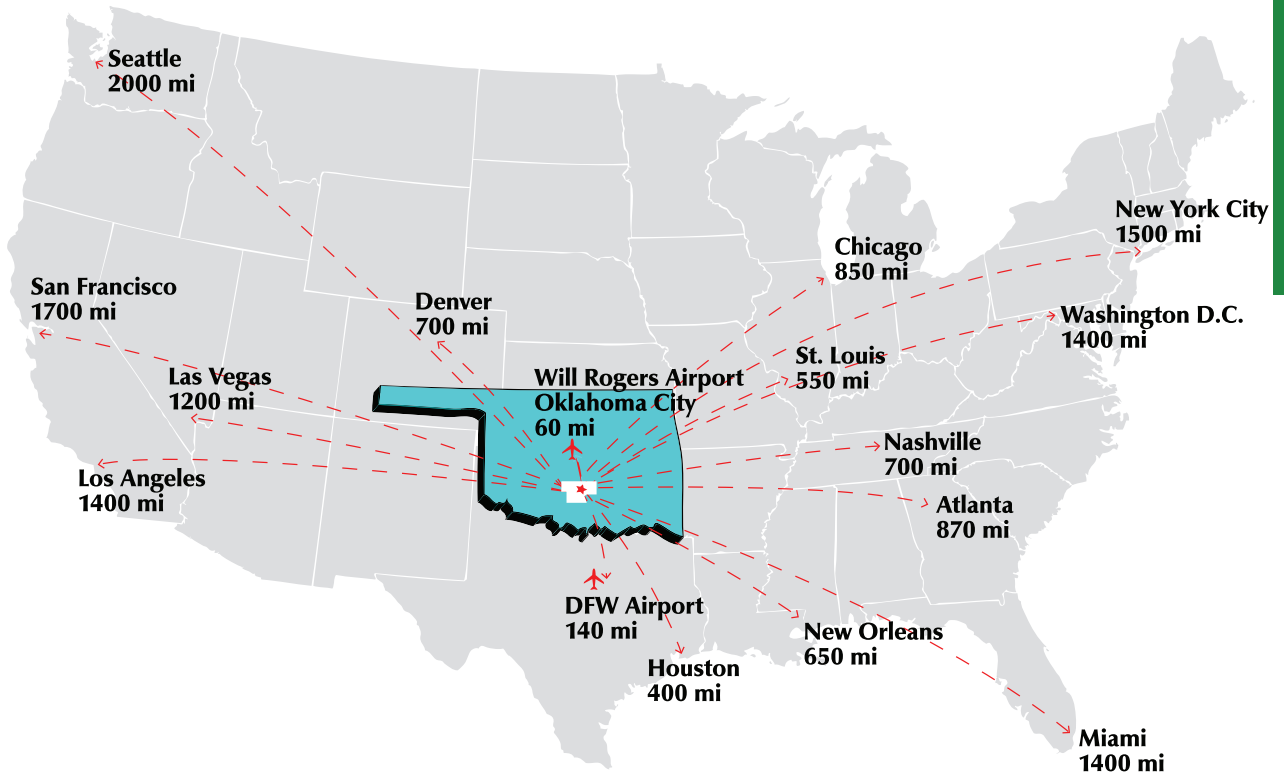 Seattle
2000 mi
New York City
1500 mi
Chicago
850 mi
San Francisco
1700 mi
Denver
700 mi
Washington D.C.
1400 mi
St. Louis
550 mi
Las Vegas
1200 mi
Will Rogers Airport
Oklahoma City
60 mi
Nashville
700 mi
Los Angeles
1400 mi
Atlanta
870 mi
DFW Airport
140 mi
New Orleans
650 mi
Houston
400 mi
Miami
1400 mi